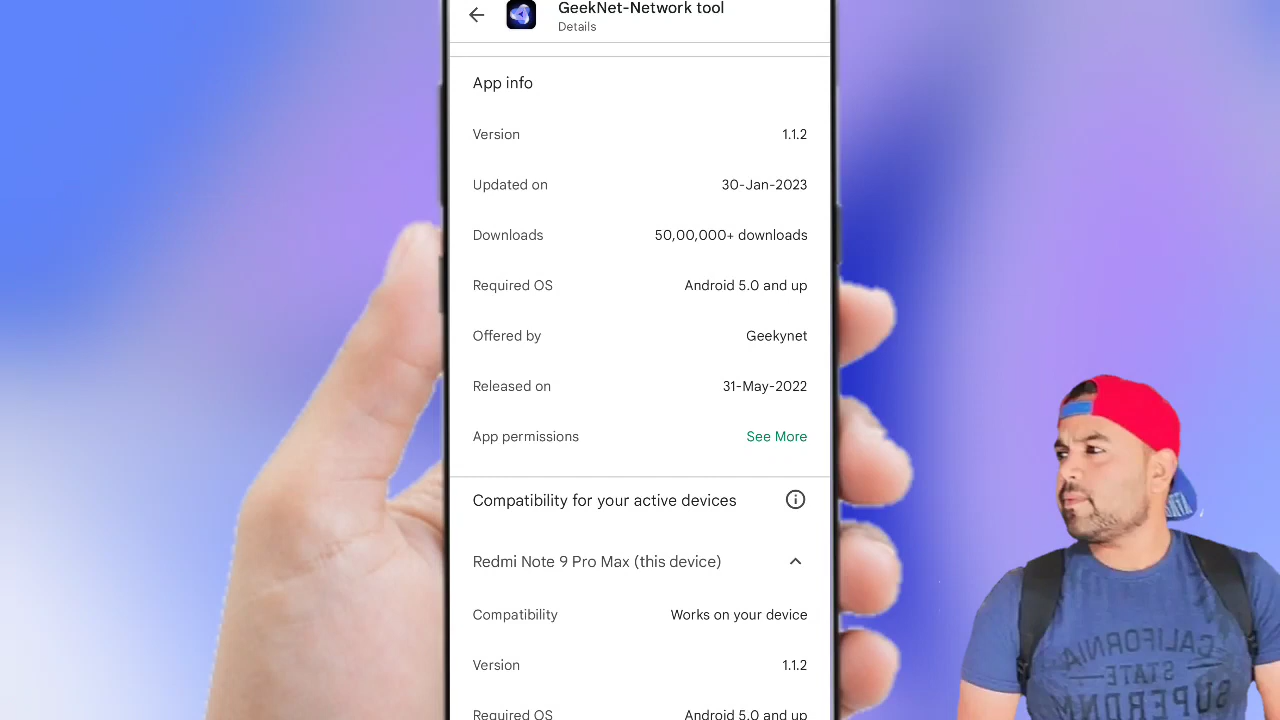 GeekNet-Network tool
Details
App info
Version 1.1.2
Updated on 30-Jan-2023
Downloads 50,00,000+ downloads
Required OS Android 5.0 and up
Offered by Geekynet
Released on 31-May-2022
App permissions See More
Compatibility for your active devices
Redmi Note 9 Pro Max (this device)
Compatibility Works on your device
Version 1.1.2
Required OS Android 5.0 and up
CALIFORNIA
STATE
SUPERDRY